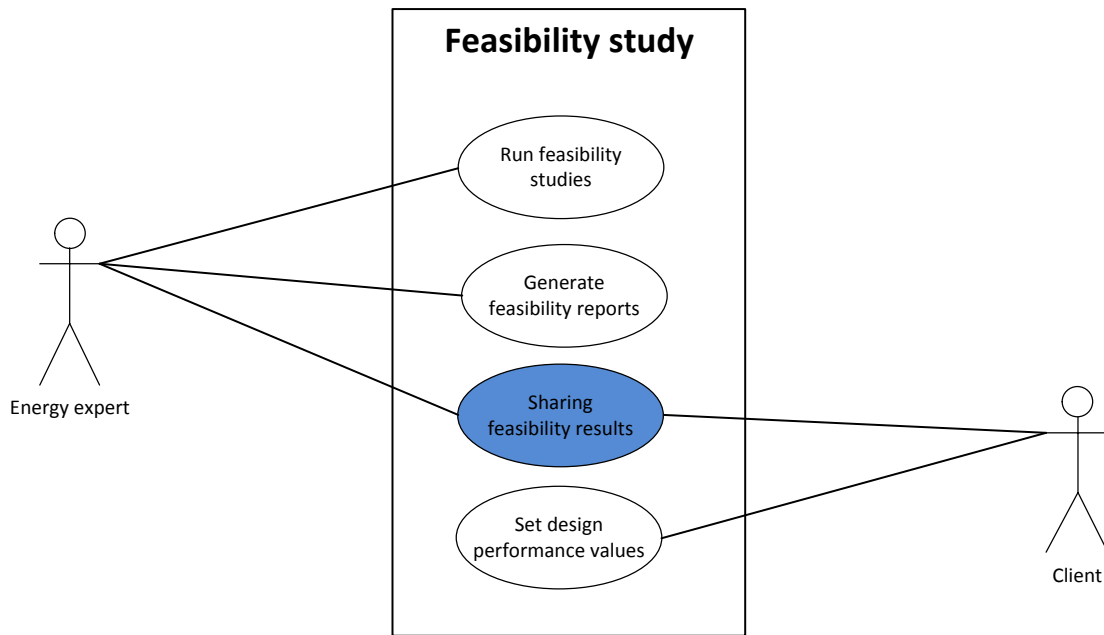 Feasibility study
Run feasibility
studies
Generate
feasibility reports
Energy expert
Sharing
feasibility results
Set design
performance values
Client